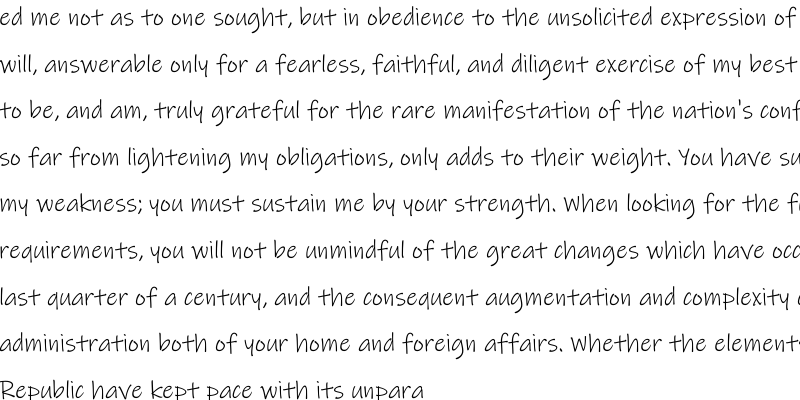 ed me not as to one sought, but in obedience to the unsolicited expression of
will, answerable only for a fearless, faithful, and diligent exercise of my best
to be, and am, truly grateful for the rare manifestation of the nation's conf
so far from lightening my obligations, only adds to their weight. You have su
my weakness; you must sustain me by your strength. When looking for the f
requirements, you will not be unmindful of the great changes which have occ
last quarter of a century, and the consequent augmentation and complexity
administration both of your home and foreign affairs. Whether the element
Republic have kept pace with its unpara